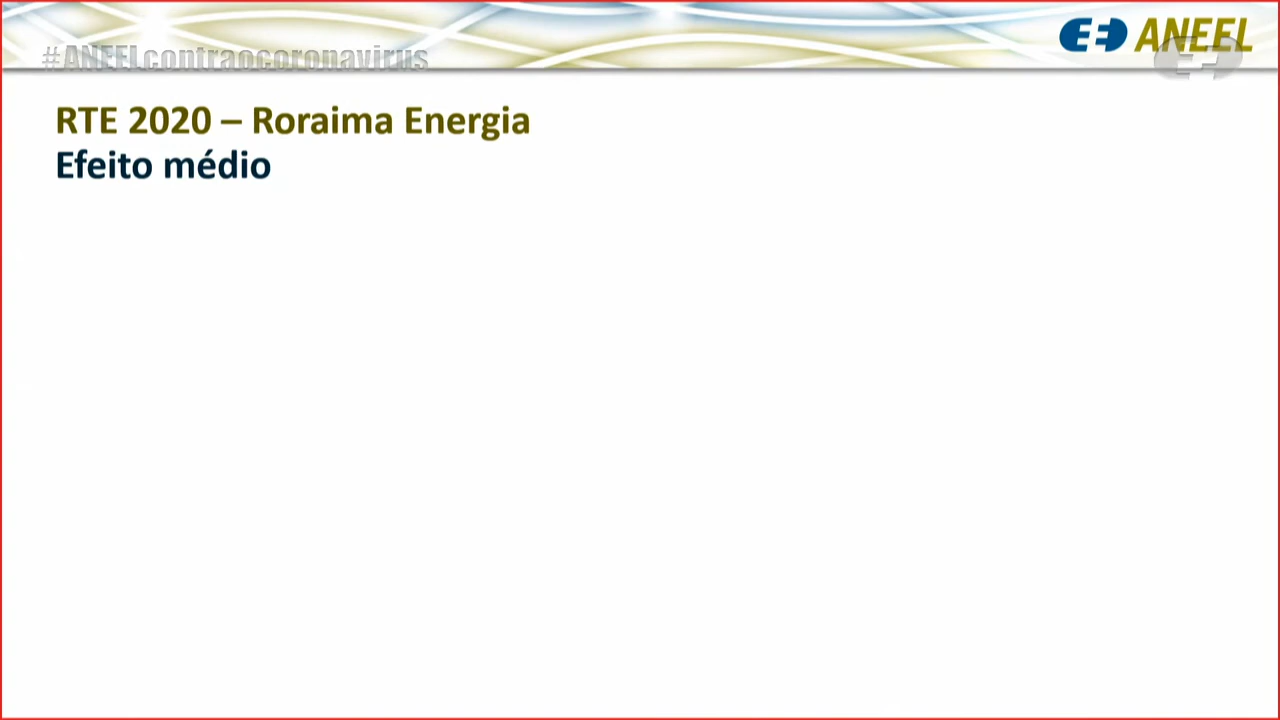 #ANEELcontraocoronavirus
ANEEL
RTE 2020 – Roraima Energia
Efeito médio